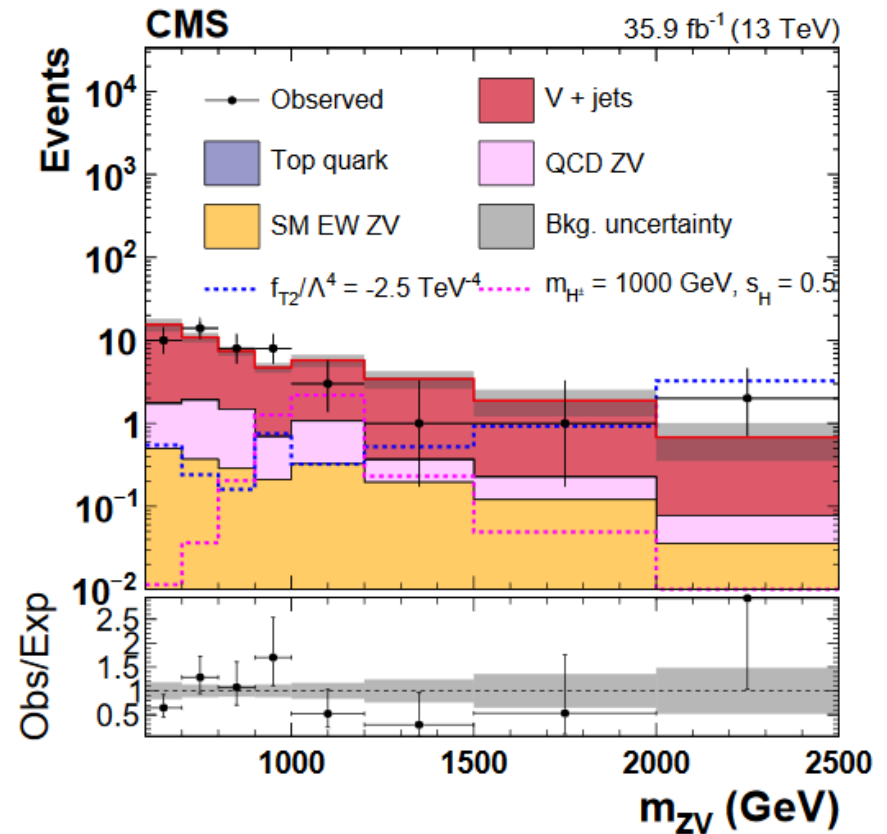 CMS 35.9 fb⁻¹ (13 TeV)
Events
10⁴
10³
10²
10
1
10⁻¹
10⁻²
Observed
V + jets
Top quark
QCD ZV
SM EW ZV
Bkg. uncertainty
f_T2/Λ⁴ = -2.5 TeV⁻⁴
m_H± = 1000 GeV, s_H = 0.5
Obs/Exp
2.5
2
1.5
1
0.5
1000 1500 2000 2500
m_ZV (GeV)